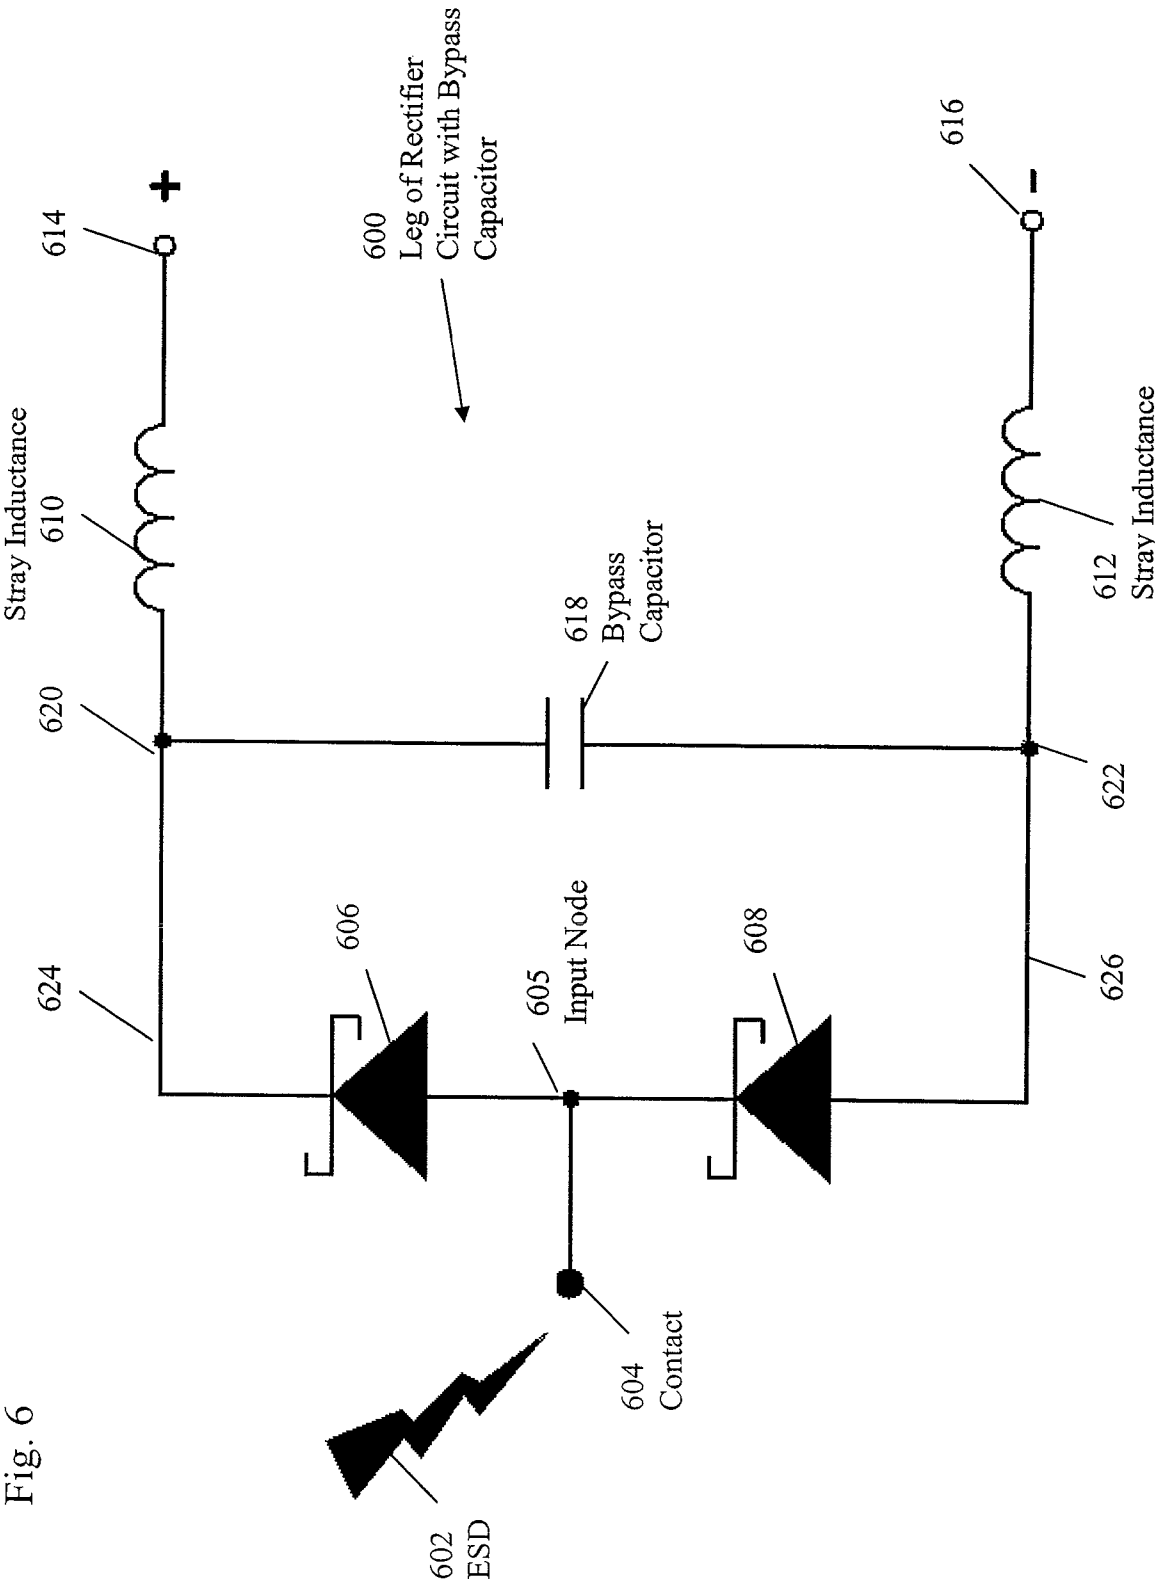 Fig. 6
602
ESD
604
Contact
624
606
605
Input Node
608
626
620
618
Bypass
Capacitor
622
Stray Inductance
610
612
Stray Inductance
600
Leg of Rectifier
Circuit with Bypass
Capacitor
614
+
616
-